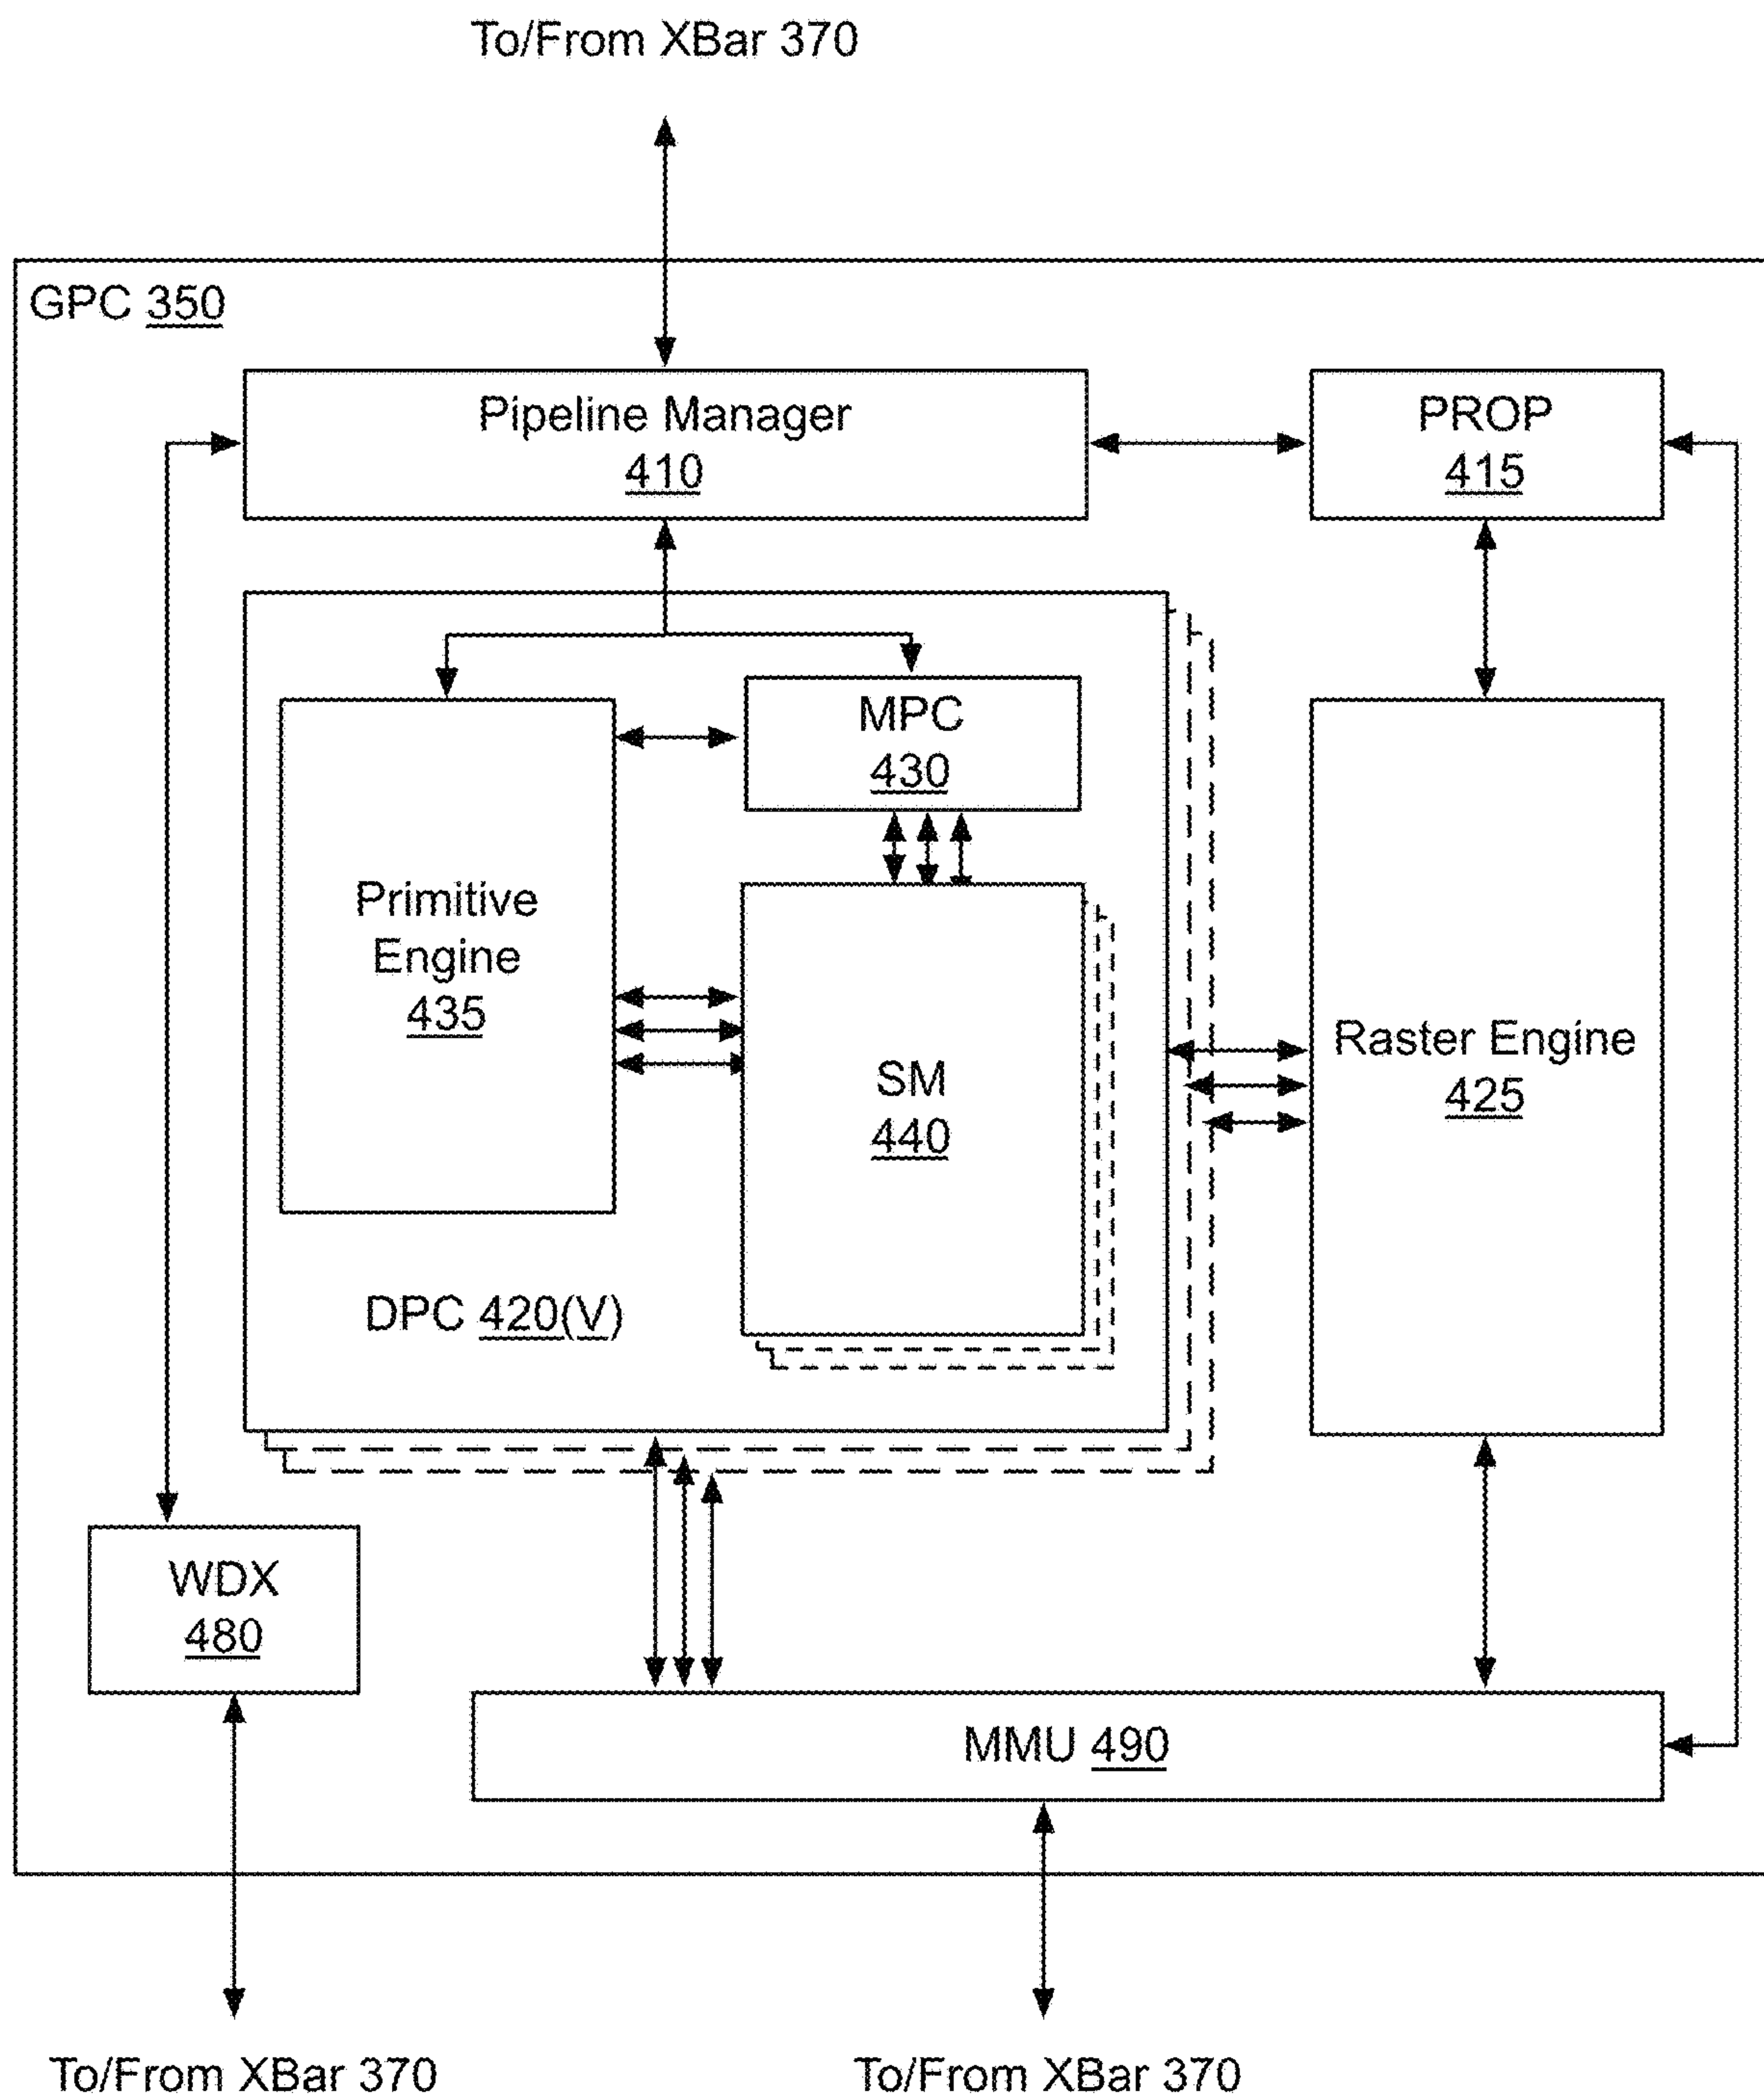 To/From XBar 370
GPC 350
Pipeline Manager
410
PROP
415
MPC
430
Primitive
Engine
435
SM
440
Raster Engine
425
DPC 420(V)
WDX
480
MMU 490
To/From XBar 370
To/From XBar 370